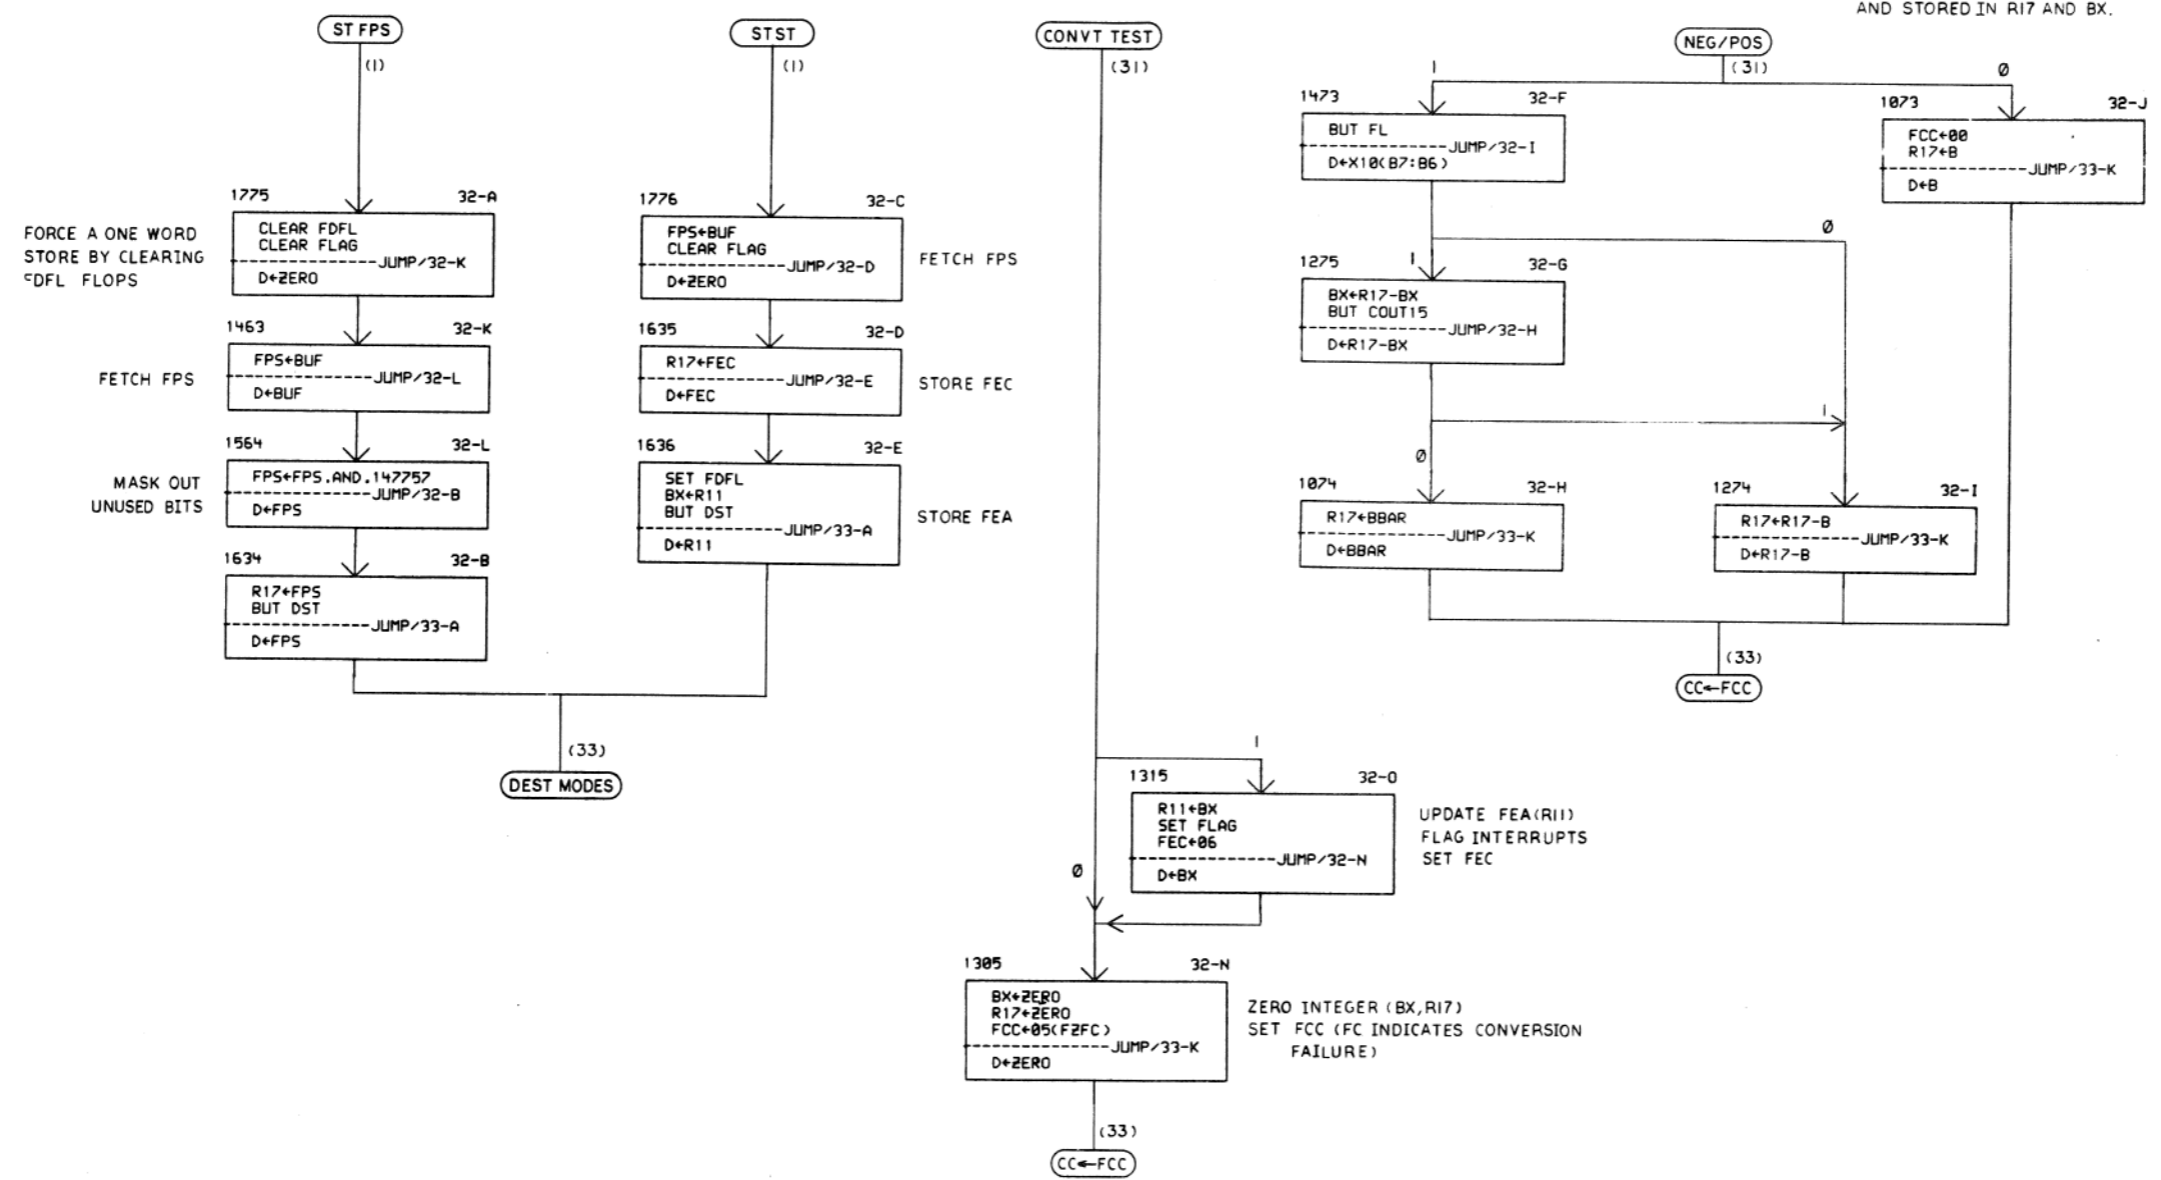 AND STORED IN R17 AND BX.
ST FPS
(1)
1775 32-A
CLEAR FDFL
CLEAR FLAG
JUMP/32-K
D←ZERO
FORCE A ONE WORD
STORE BY CLEARING
FDFL FLOPS
1463 32-K
FPS←BUF
JUMP/32-L
D←BUF
FETCH FPS
1564 32-L
FPS←FPS.AND.147757
JUMP/32-B
D←FPS
MASK OUT
UNUSED BITS
1634 32-B
R17←FPS
BUT DST
JUMP/33-A
D←FPS
STST
(1)
1776 32-C
FPS←BUF
CLEAR FLAG
JUMP/32-D
D←ZERO
FETCH FPS
1635 32-D
R17←FEC
JUMP/32-E
D←FEC
STORE FEC
1636 32-E
SET FDFL
BX←R11
BUT DST
JUMP/33-A
D←R11
STORE FEA
(33)
DEST MODES
CONVT TEST
(31)
1
1315 32-O
R11←BX
SET FLAG
FEC←06
JUMP/32-N
D←BX
UPDATE FEA(R11)
FLAG INTERRUPTS
SET FEC
Ø
1305 32-N
BX←ZERO
R17←ZERO
FCC←05(FZFC)
JUMP/33-K
D←ZERO
ZERO INTEGER (BX,R17)
SET FCC (FC INDICATES CONVERSION
FAILURE)
(33)
CC←FCC
NEG/POS
(31)
1
Ø
1473 32-F
BUT FL
JUMP/32-I
D←X10(B7:B6)
1073 32-J
FCC←00
R17←B
JUMP/33-K
D←B
Ø
1
1275 32-G
BX←R17-BX
BUT COUT15
JUMP/32-H
D←R17-BX
1
Ø
1074 32-H
R17←BBAR
JUMP/33-K
D←BBAR
1274 32-I
R17←R17-B
JUMP/33-K
D←R17-B
(33)
CC←FCC